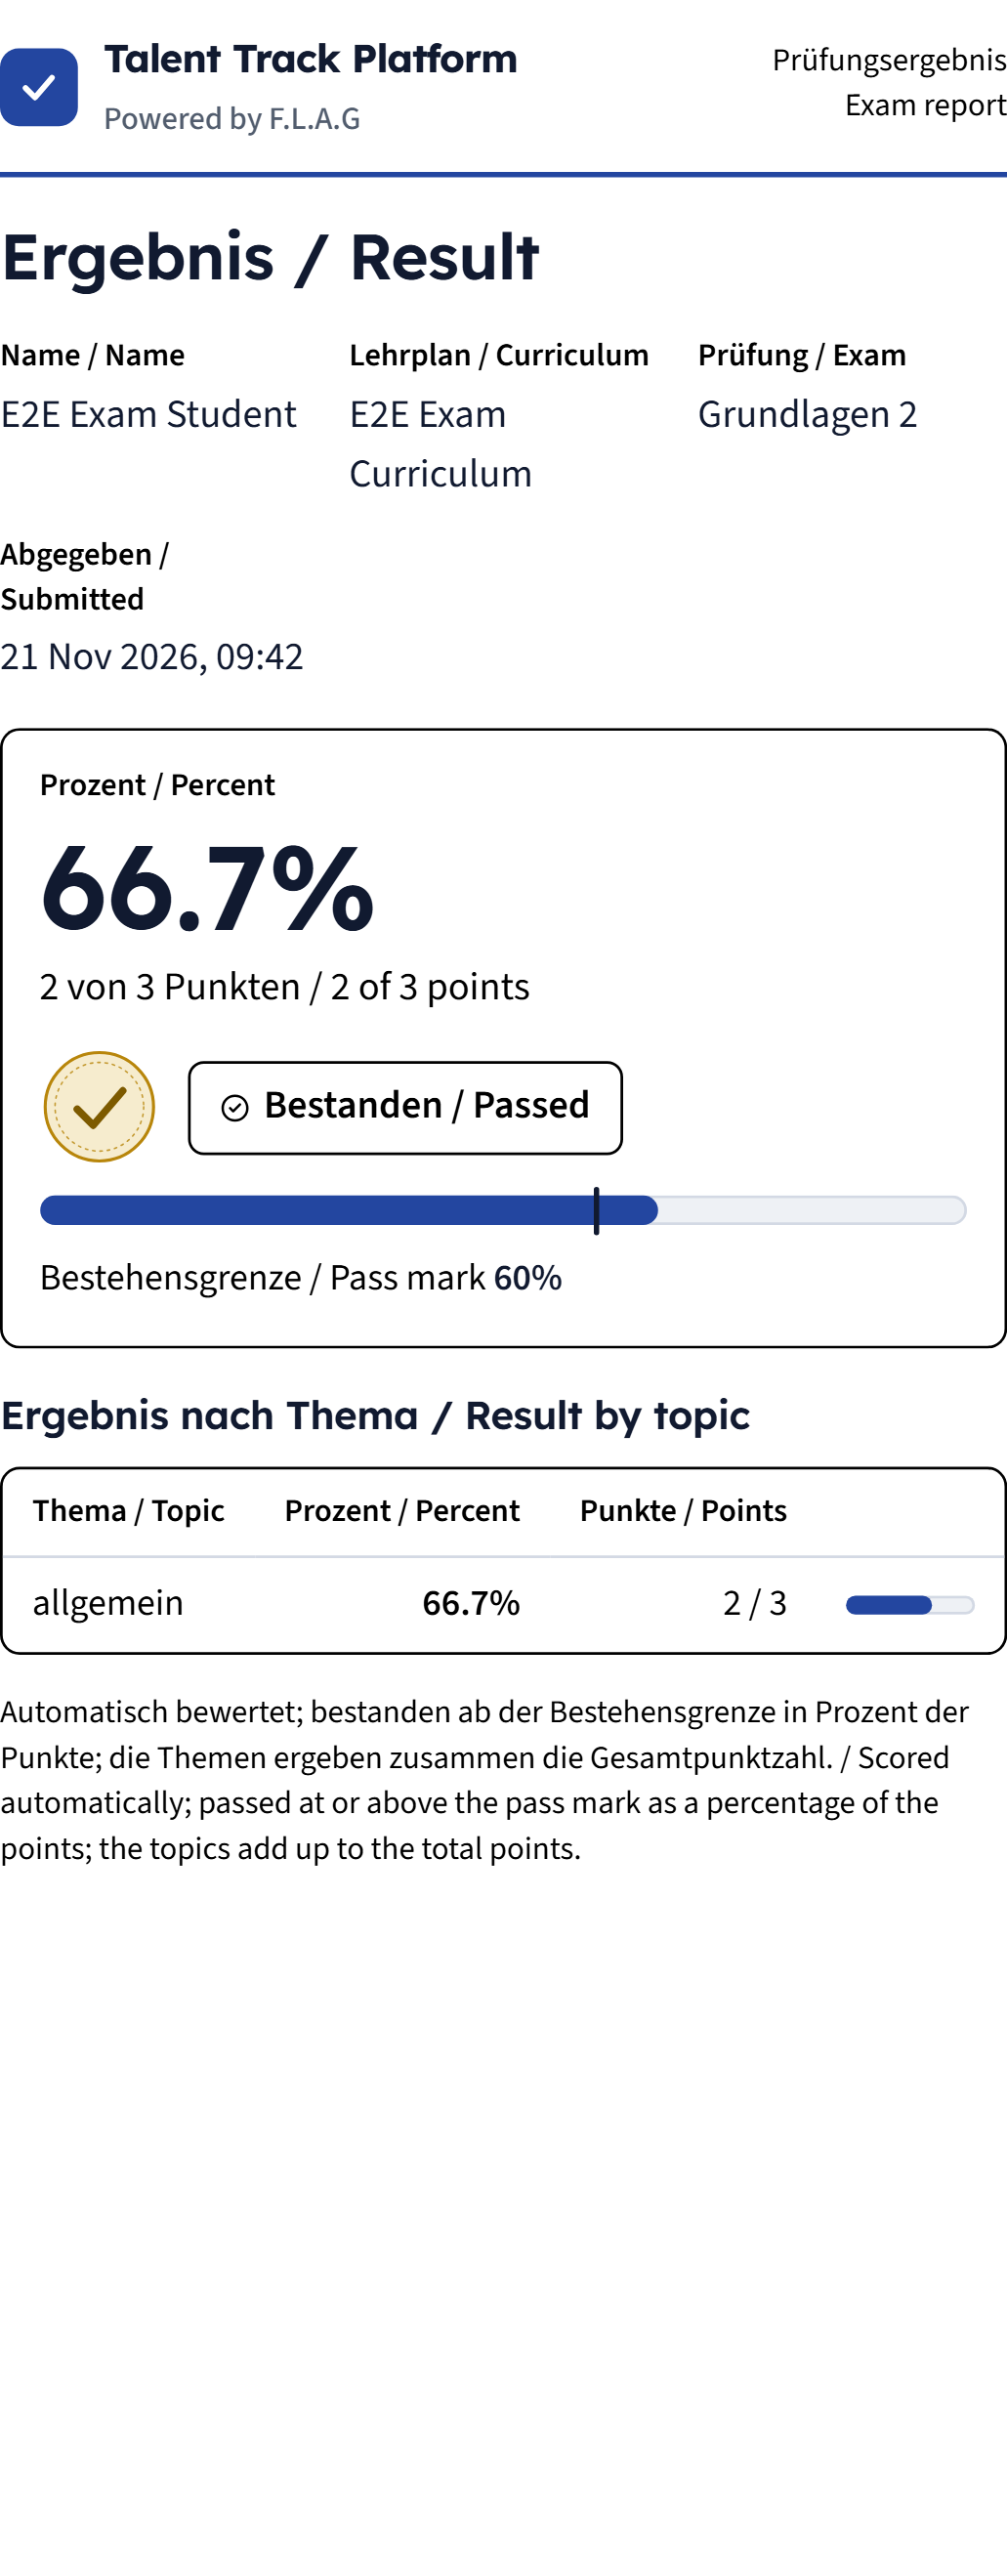 Talent Track Platform
Powered by F.L.A.G
Prüfungsergebnis
Exam report
Ergebnis / Result
Name / Name
E2E Exam Student
Lehrplan / Curriculum
E2E Exam
Curriculum
Prüfung / Exam
Grundlagen 2
Abgegeben /
Submitted
21 Nov 2026, 09:42
Prozent / Percent
66.7%
2 von 3 Punkten / 2 of 3 points
Bestanden / Passed
Bestehensgrenze / Pass mark 60%
Ergebnis nach Thema / Result by topic
Thema / Topic Prozent / Percent Punkte / Points
allgemein 66.7% 2 / 3
Automatisch bewertet; bestanden ab der Bestehensgrenze in Prozent der
Punkte; die Themen ergeben zusammen die Gesamtpunktzahl. / Scored
automatically; passed at or above the pass mark as a percentage of the
points; the topics add up to the total points.